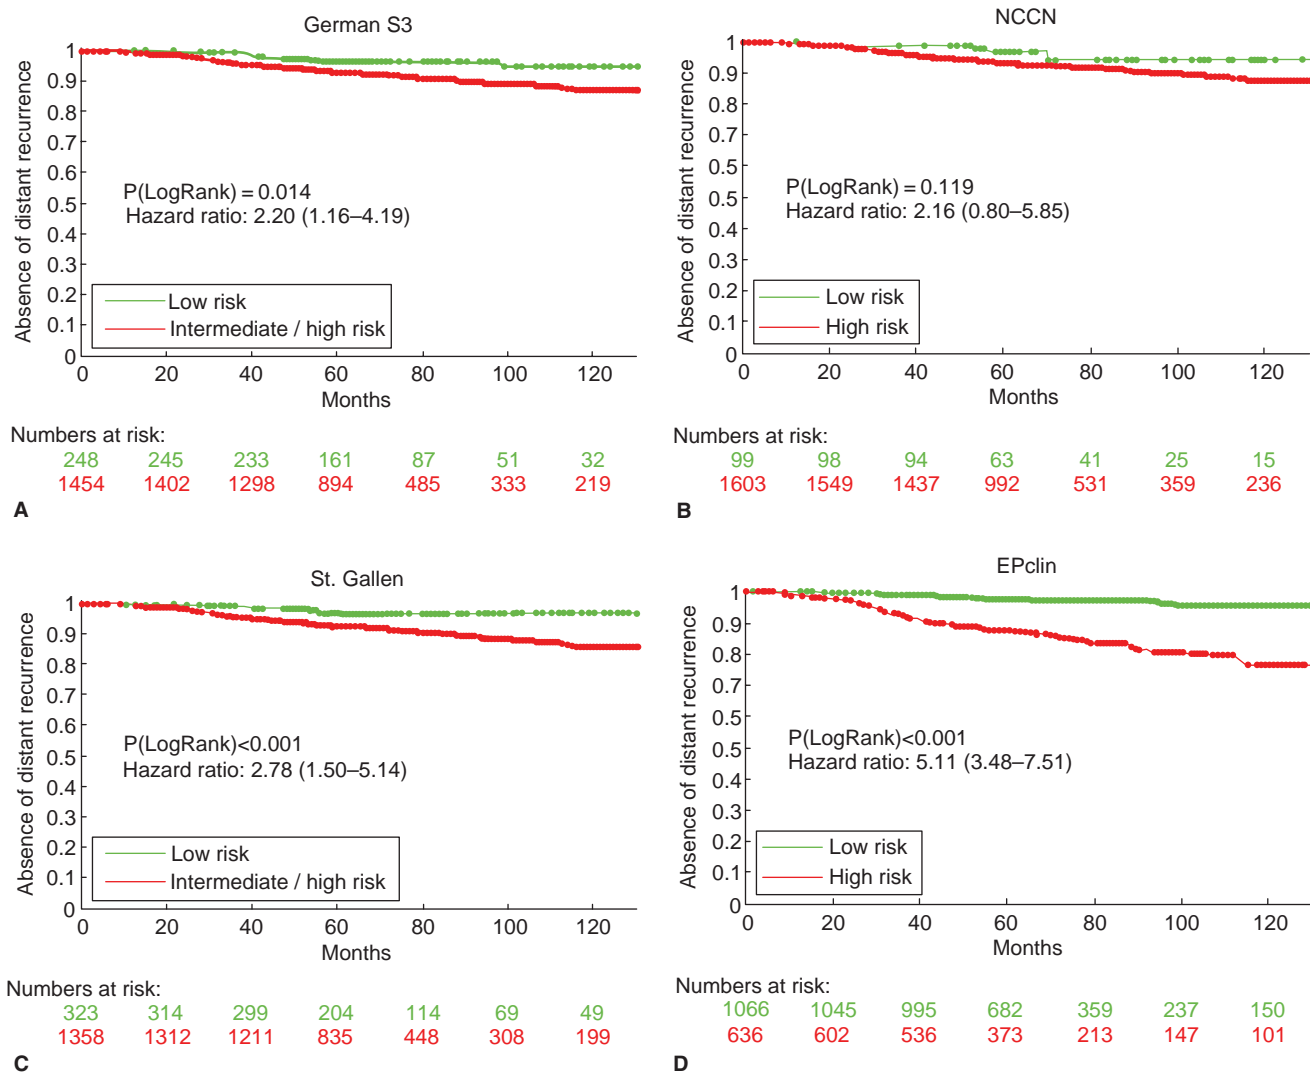 German S3
Absence of distant recurrence
1
0.9
0.8
0.7
0.6
0.5
0.4
0.3
0.2
0.1
0
P(LogRank) = 0.014
Hazard ratio: 2.20 (1.16–4.19)
Low risk
Intermediate / high risk
0 20 40 60 80 100 120
Months
Numbers at risk:
248 245 233 161 87 51 32
1454 1402 1298 894 485 333 219
A
NCCN
Absence of distant recurrence
1
0.9
0.8
0.7
0.6
0.5
0.4
0.3
0.2
0.1
0
P(LogRank) = 0.119
Hazard ratio: 2.16 (0.80–5.85)
Low risk
High risk
0 20 40 60 80 100 120
Months
Numbers at risk:
99 98 94 63 41 25 15
1603 1549 1437 992 531 359 236
B
St. Gallen
Absence of distant recurrence
1
0.9
0.8
0.7
0.6
0.5
0.4
0.3
0.2
0.1
0
P(LogRank)<0.001
Hazard ratio: 2.78 (1.50–5.14)
Low risk
Intermediate / high risk
0 20 40 60 80 100 120
Months
Numbers at risk:
323 314 299 204 114 69 49
1358 1312 1211 835 448 308 199
C
EPclin
Absence of distant recurrence
1
0.9
0.8
0.7
0.5
0.4
0.3
0.2
0.1
0
P(LogRank)<0.001
Hazard ratio: 5.11 (3.48–7.51)
Low risk
High risk
0 20 40 60 80 100 120
Months
Numbers at risk:
1066 1045 995 682 359 237 150
636 602 536 373 213 147 101
D